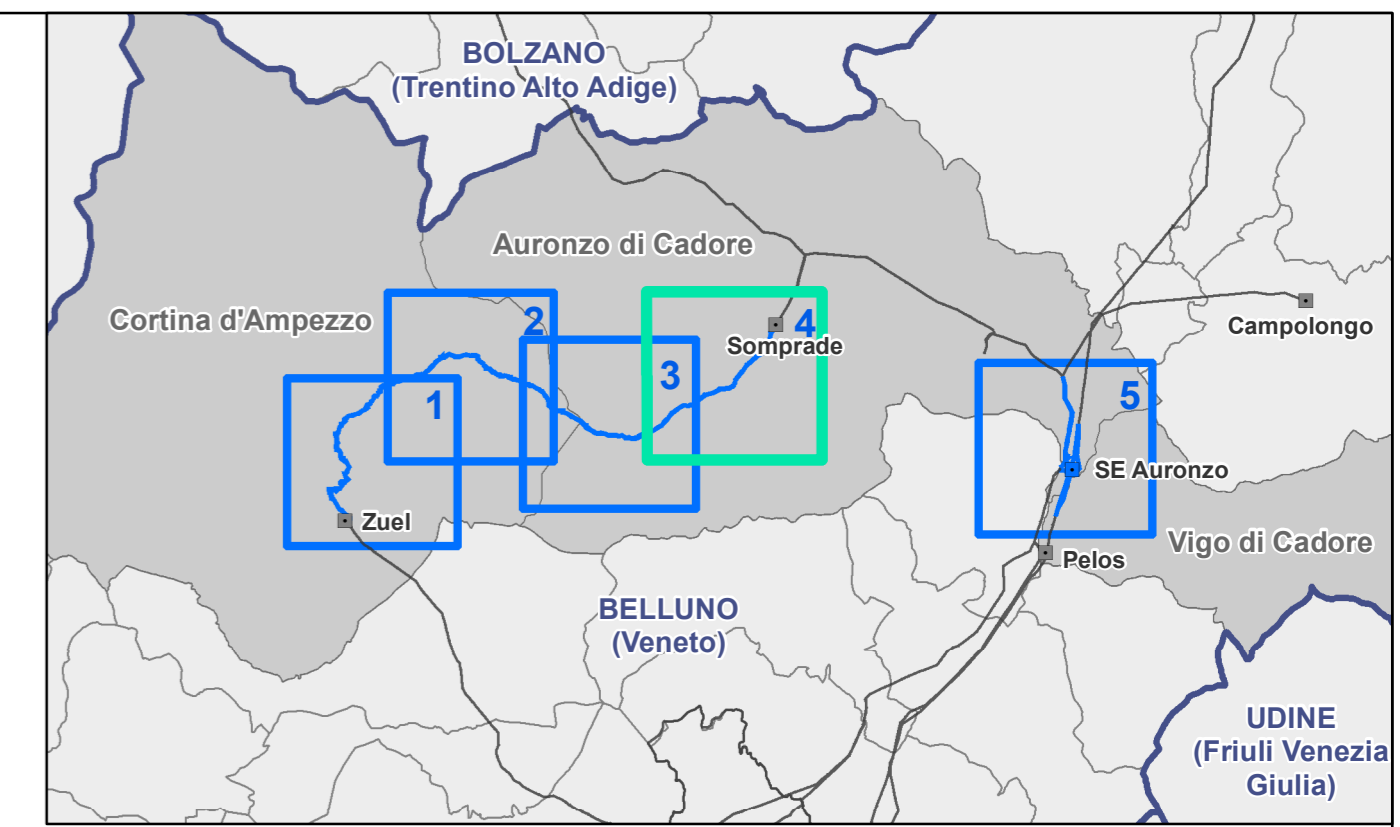 BOLZANO
(Trentino Alto Adige)
Auronzo di Cadore
Cortina d'Ampezzo
2
4
Somprade
Campolongo
3
1
5
SE Auronzo
Zuel
Vigo di Cadore
Pelos
BELLUNO
(Veneto)
UDINE
(Friuli Venezia
Giulia)